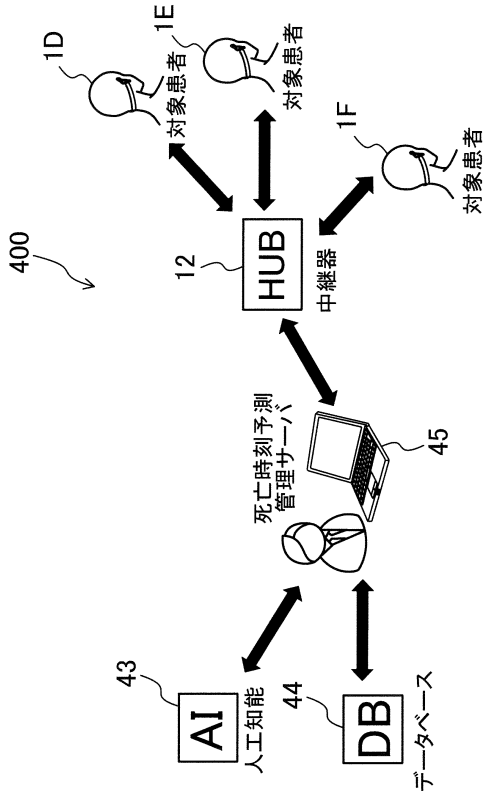 400
1D
対象患者
1E
対象患者
1F
対象患者
12
HUB
中継器
死亡時刻予測
管理サーバ
45
43
AI
人工知能
44
DB
データベース